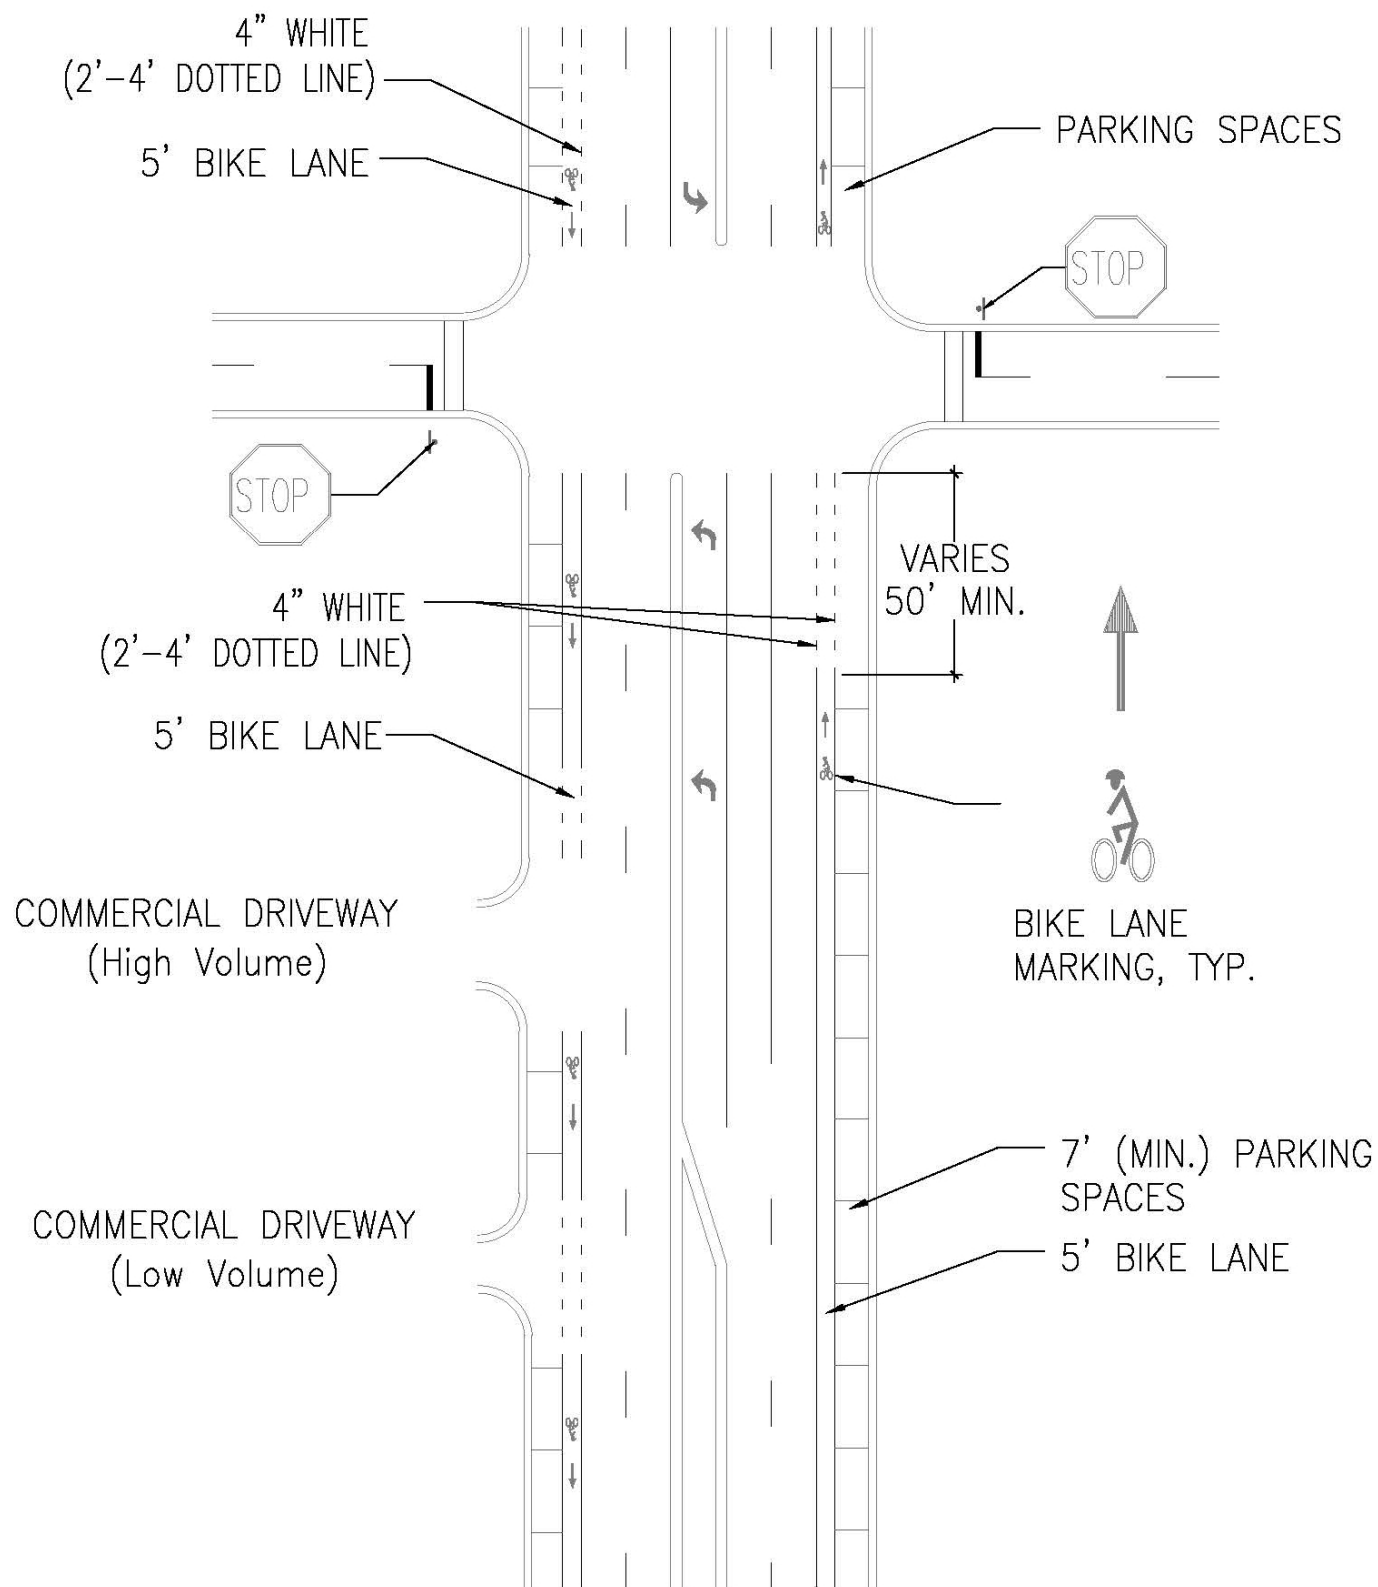 4" WHITE
(2'-4' DOTTED LINE)
5' BIKE LANE
PARKING SPACES
STOP
STOP
VARIES
50' MIN.
4" WHITE
(2'-4' DOTTED LINE)
5' BIKE LANE
COMMERCIAL DRIVEWAY
(High Volume)
BIKE LANE
MARKING, TYP.
7' (MIN.) PARKING
SPACES
5' BIKE LANE
COMMERCIAL DRIVEWAY
(Low Volume)